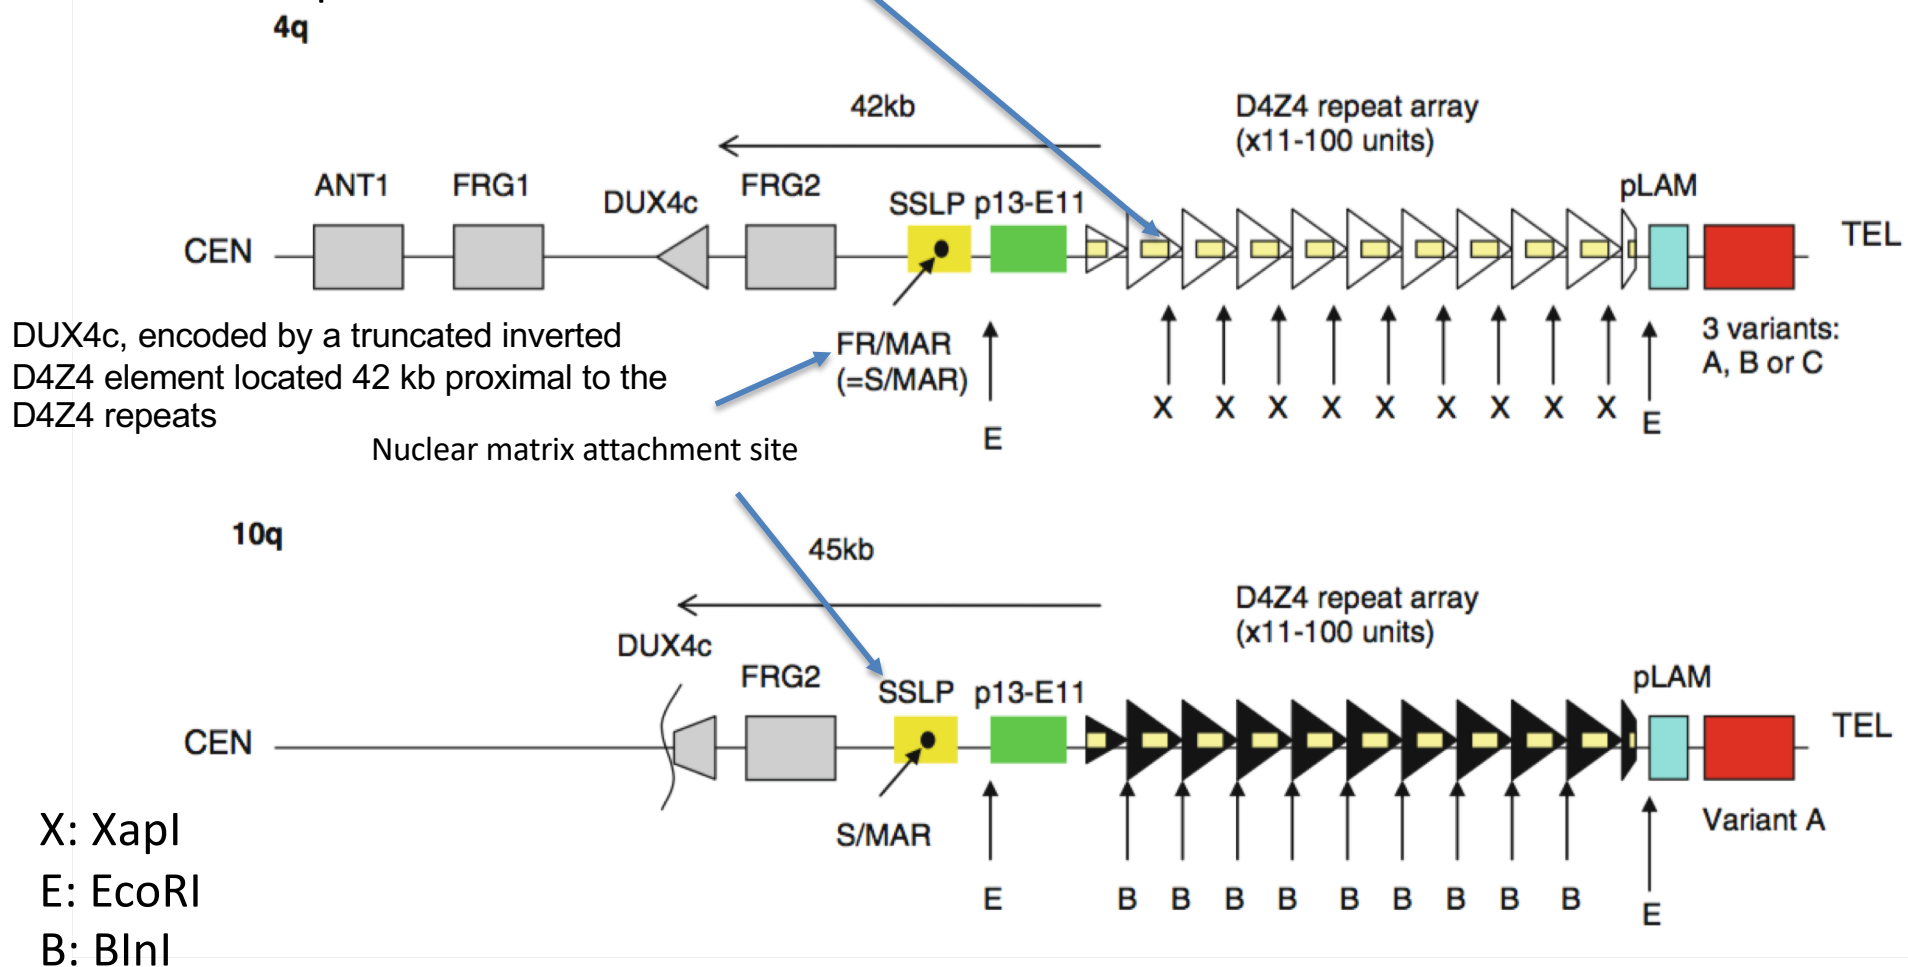 4q
42kb
D4Z4 repeat array
(x11-100 units)
ANT1
FRG1
DUX4c
FRG2
SSLP
p13-E11
pLAM
CEN
TEL
DUX4c, encoded by a truncated inverted
D4Z4 element located 42 kb proximal to the
D4Z4 repeats
FR/MAR
(=S/MAR)
3 variants:
A, B or C
X X X X X X X X X
E
E
Nuclear matrix attachment site
10q
45kb
D4Z4 repeat array
(x11-100 units)
DUX4c
FRG2
SSLP
p13-E11
pLAM
CEN
TEL
S/MAR
Variant A
E
B B B B B B B B B
E
X: XapI
E: EcoRI
B: BlnI